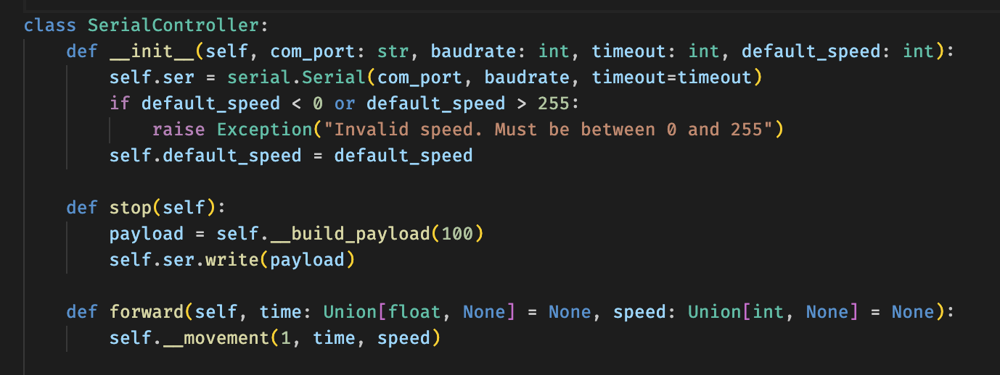 class SerialController:
    def __init__(self, com_port: str, baudrate: int, timeout: int, default_speed: int):
        self.ser = serial.Serial(com_port, baudrate, timeout=timeout)
        if default_speed < 0 or default_speed > 255:
            raise Exception("Invalid speed. Must be between 0 and 255")
        self.default_speed = default_speed

    def stop(self):
        payload = self.__build_payload(100)
        self.ser.write(payload)

    def forward(self, time: Union[float, None] = None, speed: Union[int, None] = None):
        self.__movement(1, time, speed)